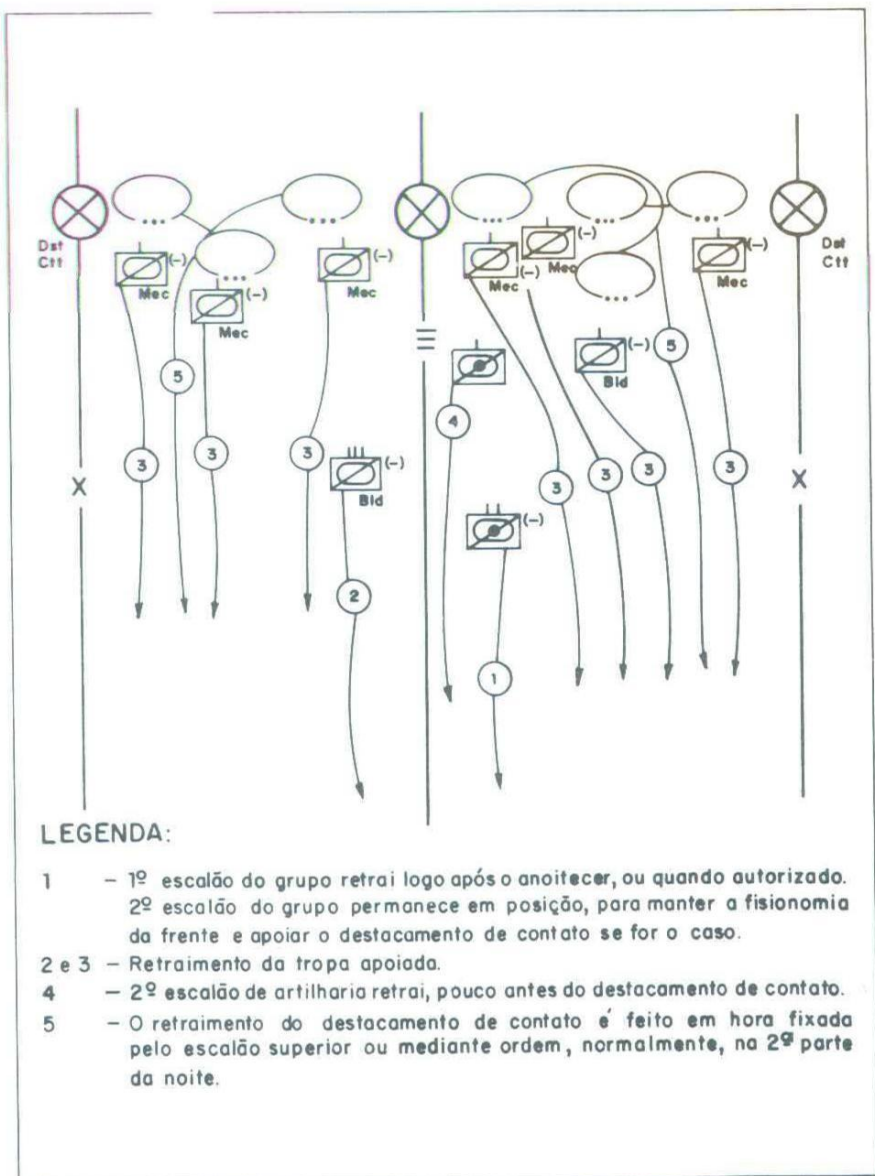 Dst
Ctt
Mec
(-)
Mec
(-)
Mec
(-)
Mec
(-)
Mec
(-)
Mec
(-)
Dst
Ctt
Bld
(-)
Bld
(-)
(-)
5
3
3
3
2
4
1
3
3
3
5
3
X
X
LEGENDA:
1 – 1º escalão do grupo retrai logo após o anoitecer, ou quando autorizado.
2º escalão do grupo permanece em posição, para manter a fisionomia
da frente e apoiar o destacamento de contato se for o caso.
2 e 3 – Retraimento da tropa apoiada.
4 – 2º escalão de artilharia retrai, pouco antes do destacamento de contato.
5 – O retraimento do destacamento de contato é feito em hora fixada
pelo escalão superior ou mediante ordem, normalmente, na 2ª parte
da noite.